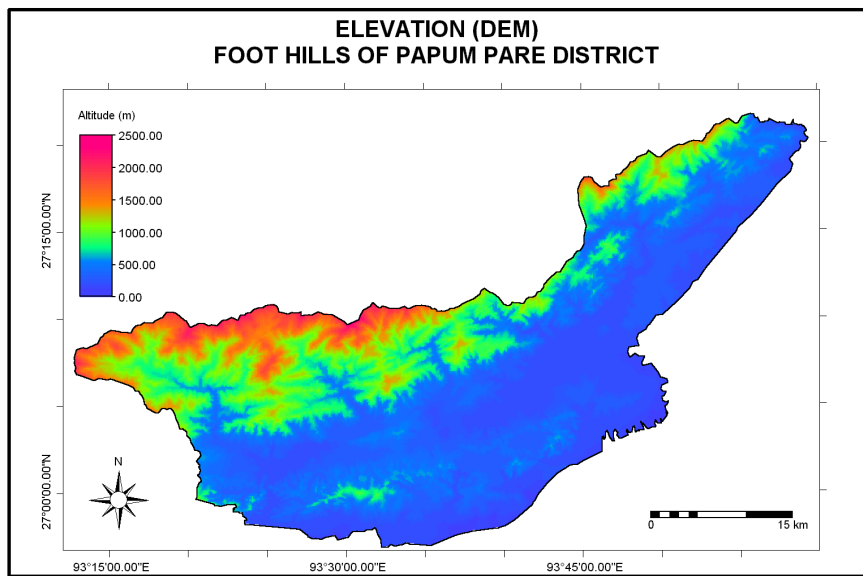 ELEVATION (DEM)
FOOT HILLS OF PAPUM PARE DISTRICT
Altitude (m)
2500.00
2000.00
1500.00
1000.00
500.00
0.00
27°15'00.00"N
27°00'00.00"N
N
0 15 km
93°15'00.00"E 93°30'00.00"E 93°45'00.00"E